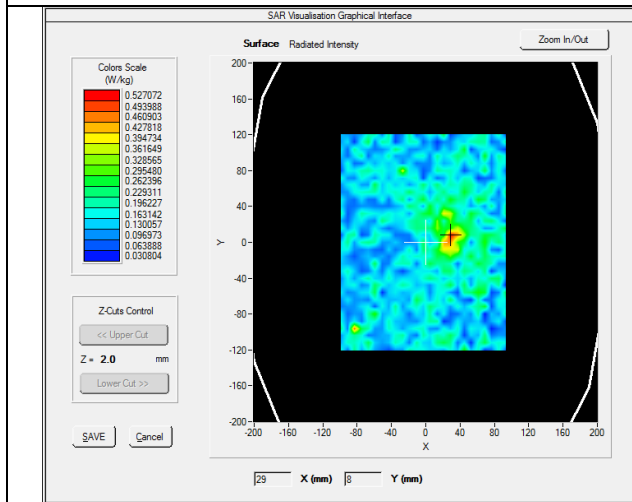 SAR Visualisation Graphical Interface
Surface Radiated Intensity
Zoom In/Out
Colors Scale
(W/kg)
0.527072
0.493988
0.460903
0.427818
0.394734
0.361649
0.328565
0.295480
0.262396
0.229311
0.196227
0.163142
0.130057
0.096973
0.063888
0.030804
Z-Cuts Control
<< Upper Cut
Z = 2.0 mm
Lower Cut >>
SAVE Cancel
200
160
120
80
40
0
-40
-80
-120
-160
-200
Y
-200 -160 -120 -80 -40 0 40 80 120 160 200
X
29 X (mm) 8 Y (mm)